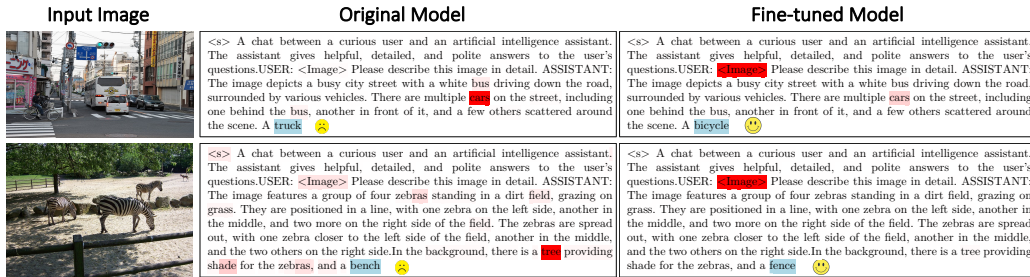 Input Image
Original Model
Fine-tuned Model
<s> A chat between a curious user and an artificial intelligence assistant.
The assistant gives helpful, detailed, and polite answers to the user's
questions.USER: <Image> Please describe this image in detail. ASSISTANT:
The image depicts a busy city street with a white bus driving down the road,
surrounded by various vehicles. There are multiple cars on the street, including
one behind the bus, another in front of it, and a few others scattered around
the scene. A truck
<s> A chat between a curious user and an artificial intelligence assistant.
The assistant gives helpful, detailed, and polite answers to the user's
questions.USER: <Image> Please describe this image in detail. ASSISTANT:
The image depicts a busy city street with a white bus driving down the road,
surrounded by various vehicles. There are multiple cars on the street, including
one behind the bus, another in front of it, and a few others scattered around
the scene. A bicycle
<s> A chat between a curious user and an artificial intelligence assistant.
The assistant gives helpful, detailed, and polite answers to the user's
questions.USER: <Image> Please describe this image in detail. ASSISTANT:
The image features a group of four zebras standing in a dirt field, grazing on
grass. They are positioned in a line, with one zebra on the left side, another in
the middle, and two more on the right side of the field. The zebras are spread
out, with one zebra closer to the left side of the field, another in the middle,
and the two others on the right side.In the background, there is a tree providing
shade for the zebras, and a bench
<s> A chat between a curious user and an artificial intelligence assistant.
The assistant gives helpful, detailed, and polite answers to the user's
questions.USER: <Image> Please describe this image in detail. ASSISTANT:
The image features a group of four zebras standing in a dirt field, grazing on
grass. They are positioned in a line, with one zebra on the left side, another in
the middle, and two more on the right side of the field. The zebras are spread
out, with one zebra closer to the left side of the field, another in the middle,
and the two others on the right side.In the background, there is a tree providing
shade for the zebras, and a fence